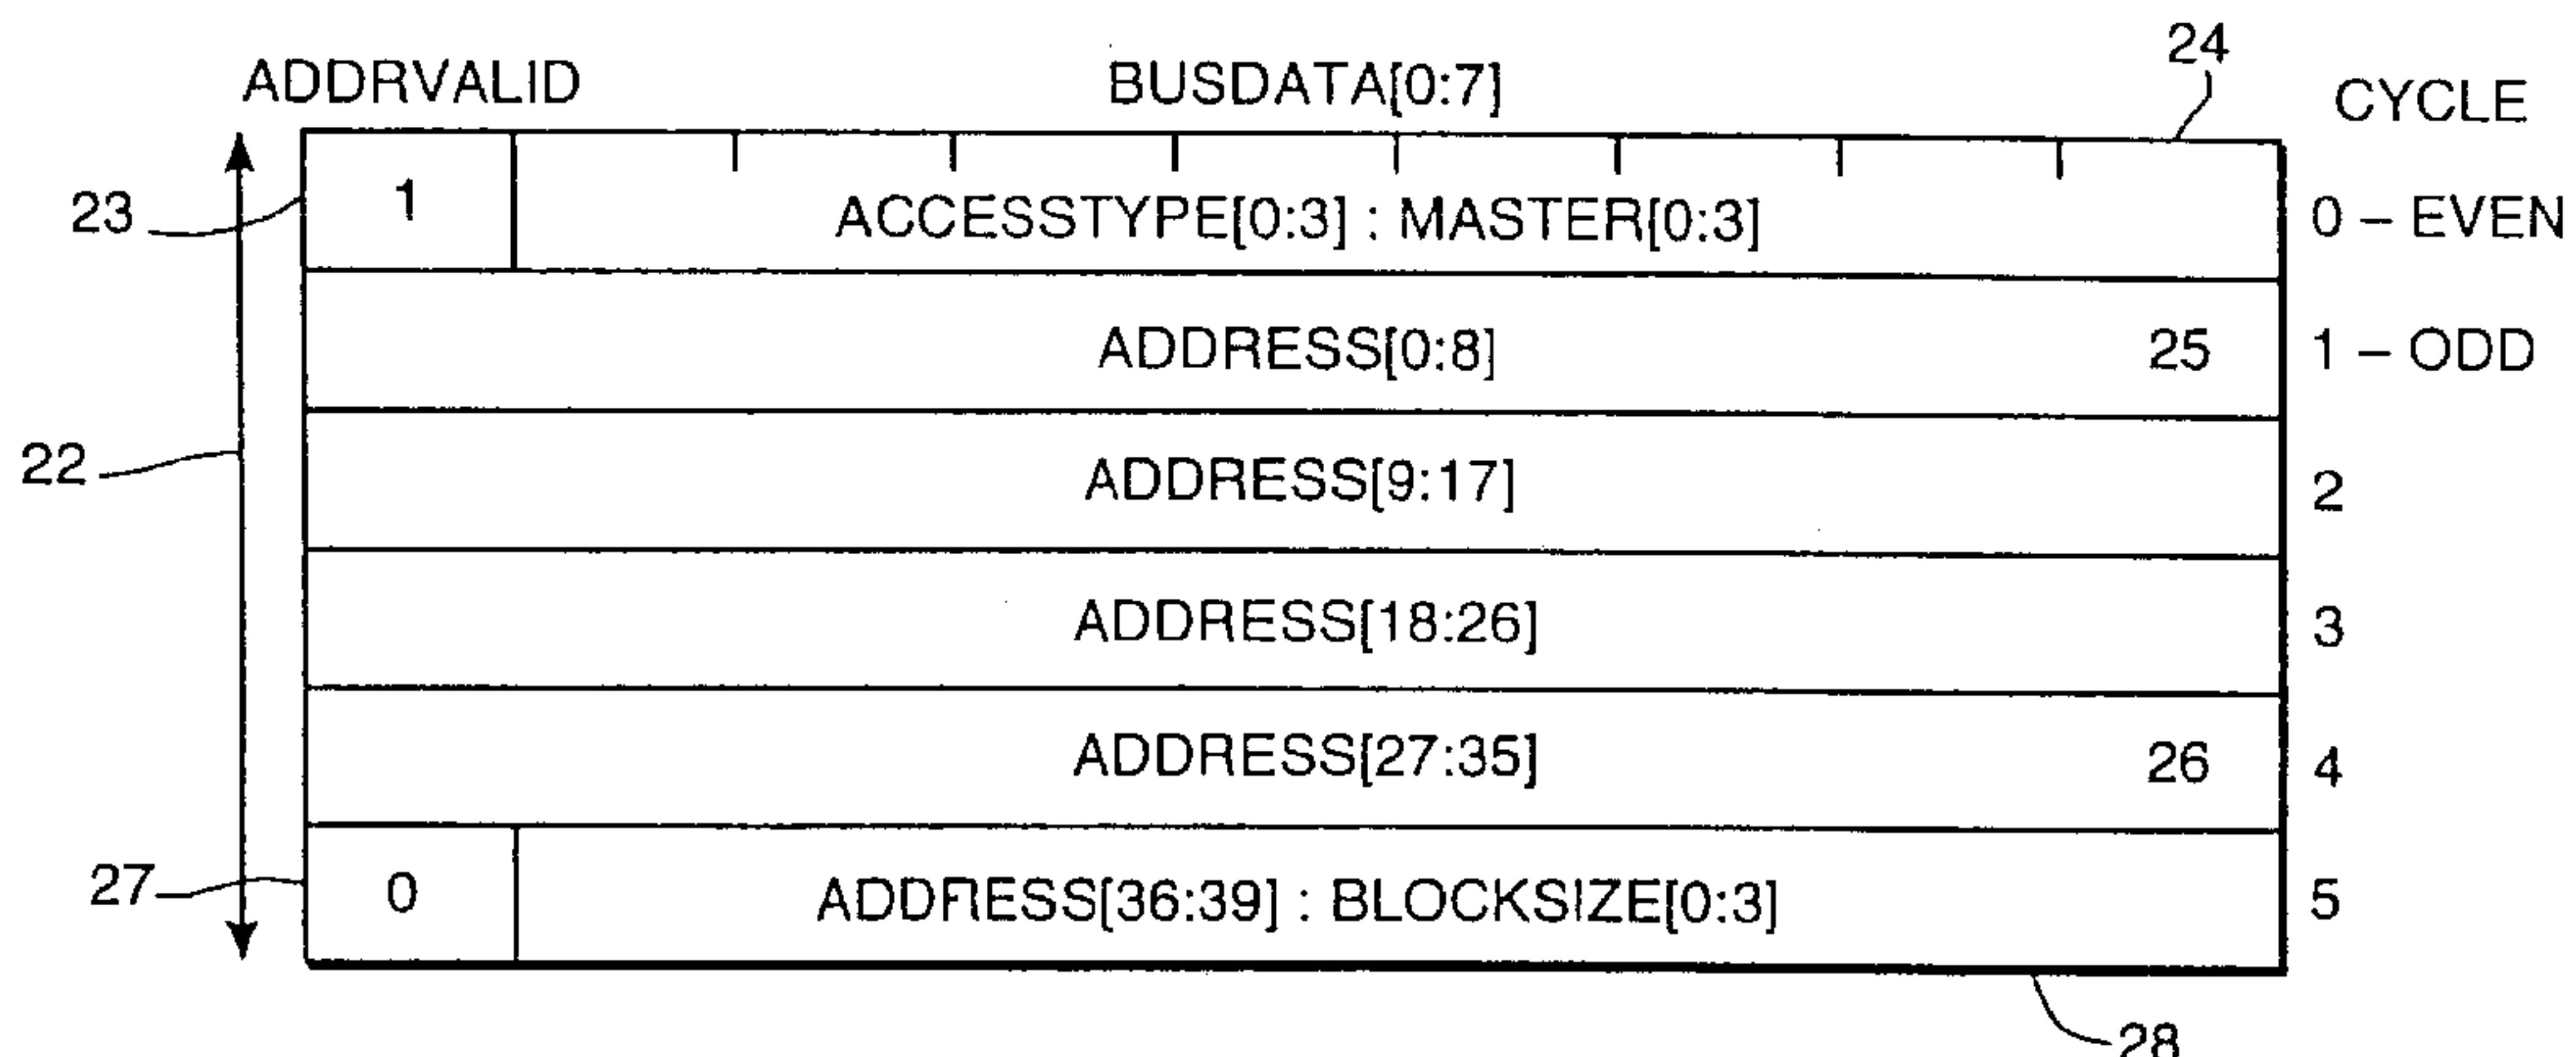 24
ADDRVALID BUSDATA[0:7] CYCLE
23 1 ACCESSTYPE[0:3] : MASTER[0:3] 0 – EVEN
ADDRESS[0:8] 25 1 – ODD
22 ADDRESS[9:17] 2
ADDRESS[18:26] 3
ADDRESS[27:35] 26 4
27 0 ADDRESS[36:39] : BLOCKSIZE[0:3] 5
28